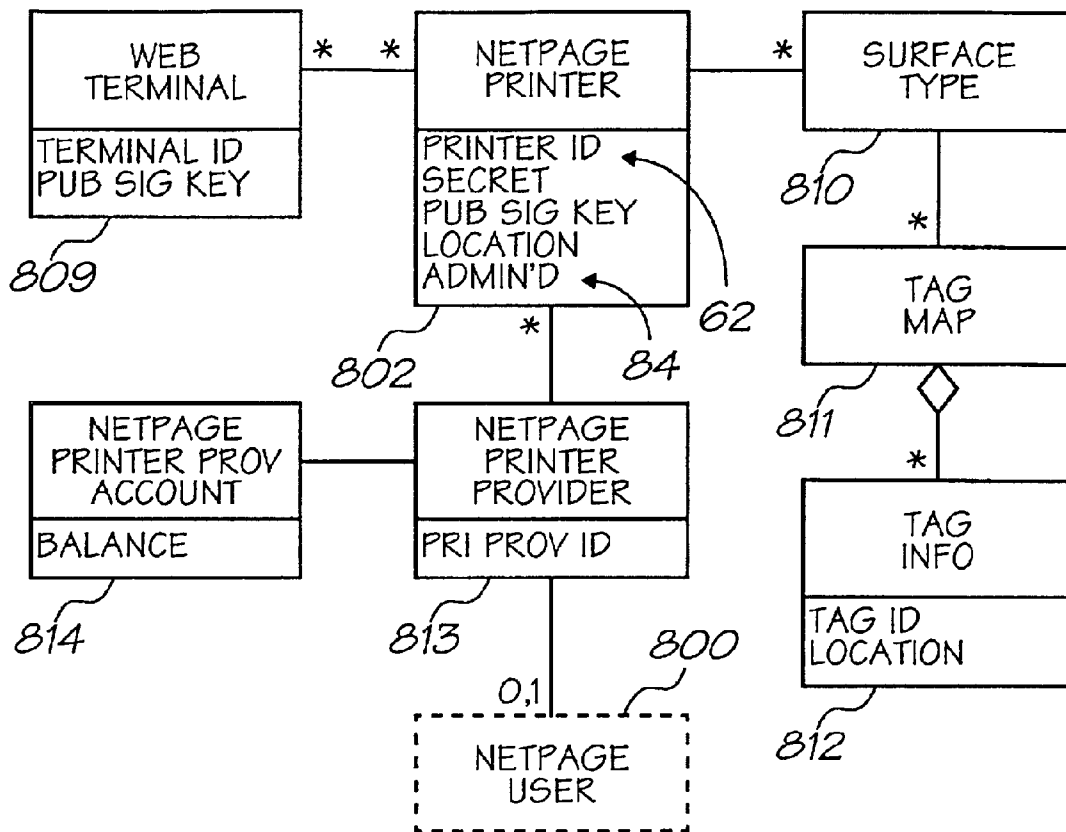 WEB
TERMINAL
TERMINAL ID
PUB SIG KEY
809
* *
NETPAGE
PRINTER
PRINTER ID
SECRET
PUB SIG KEY
LOCATION
ADMIN'D
802
62
84
*
SURFACE
TYPE
810
*
TAG
MAP
811
*
TAG
INFO
TAG ID
LOCATION
812
*
NETPAGE
PRINTER PROV
ACCOUNT
BALANCE
814
NETPAGE
PRINTER
PROVIDER
PRI PROV ID
813
0,1
800
NETPAGE
USER